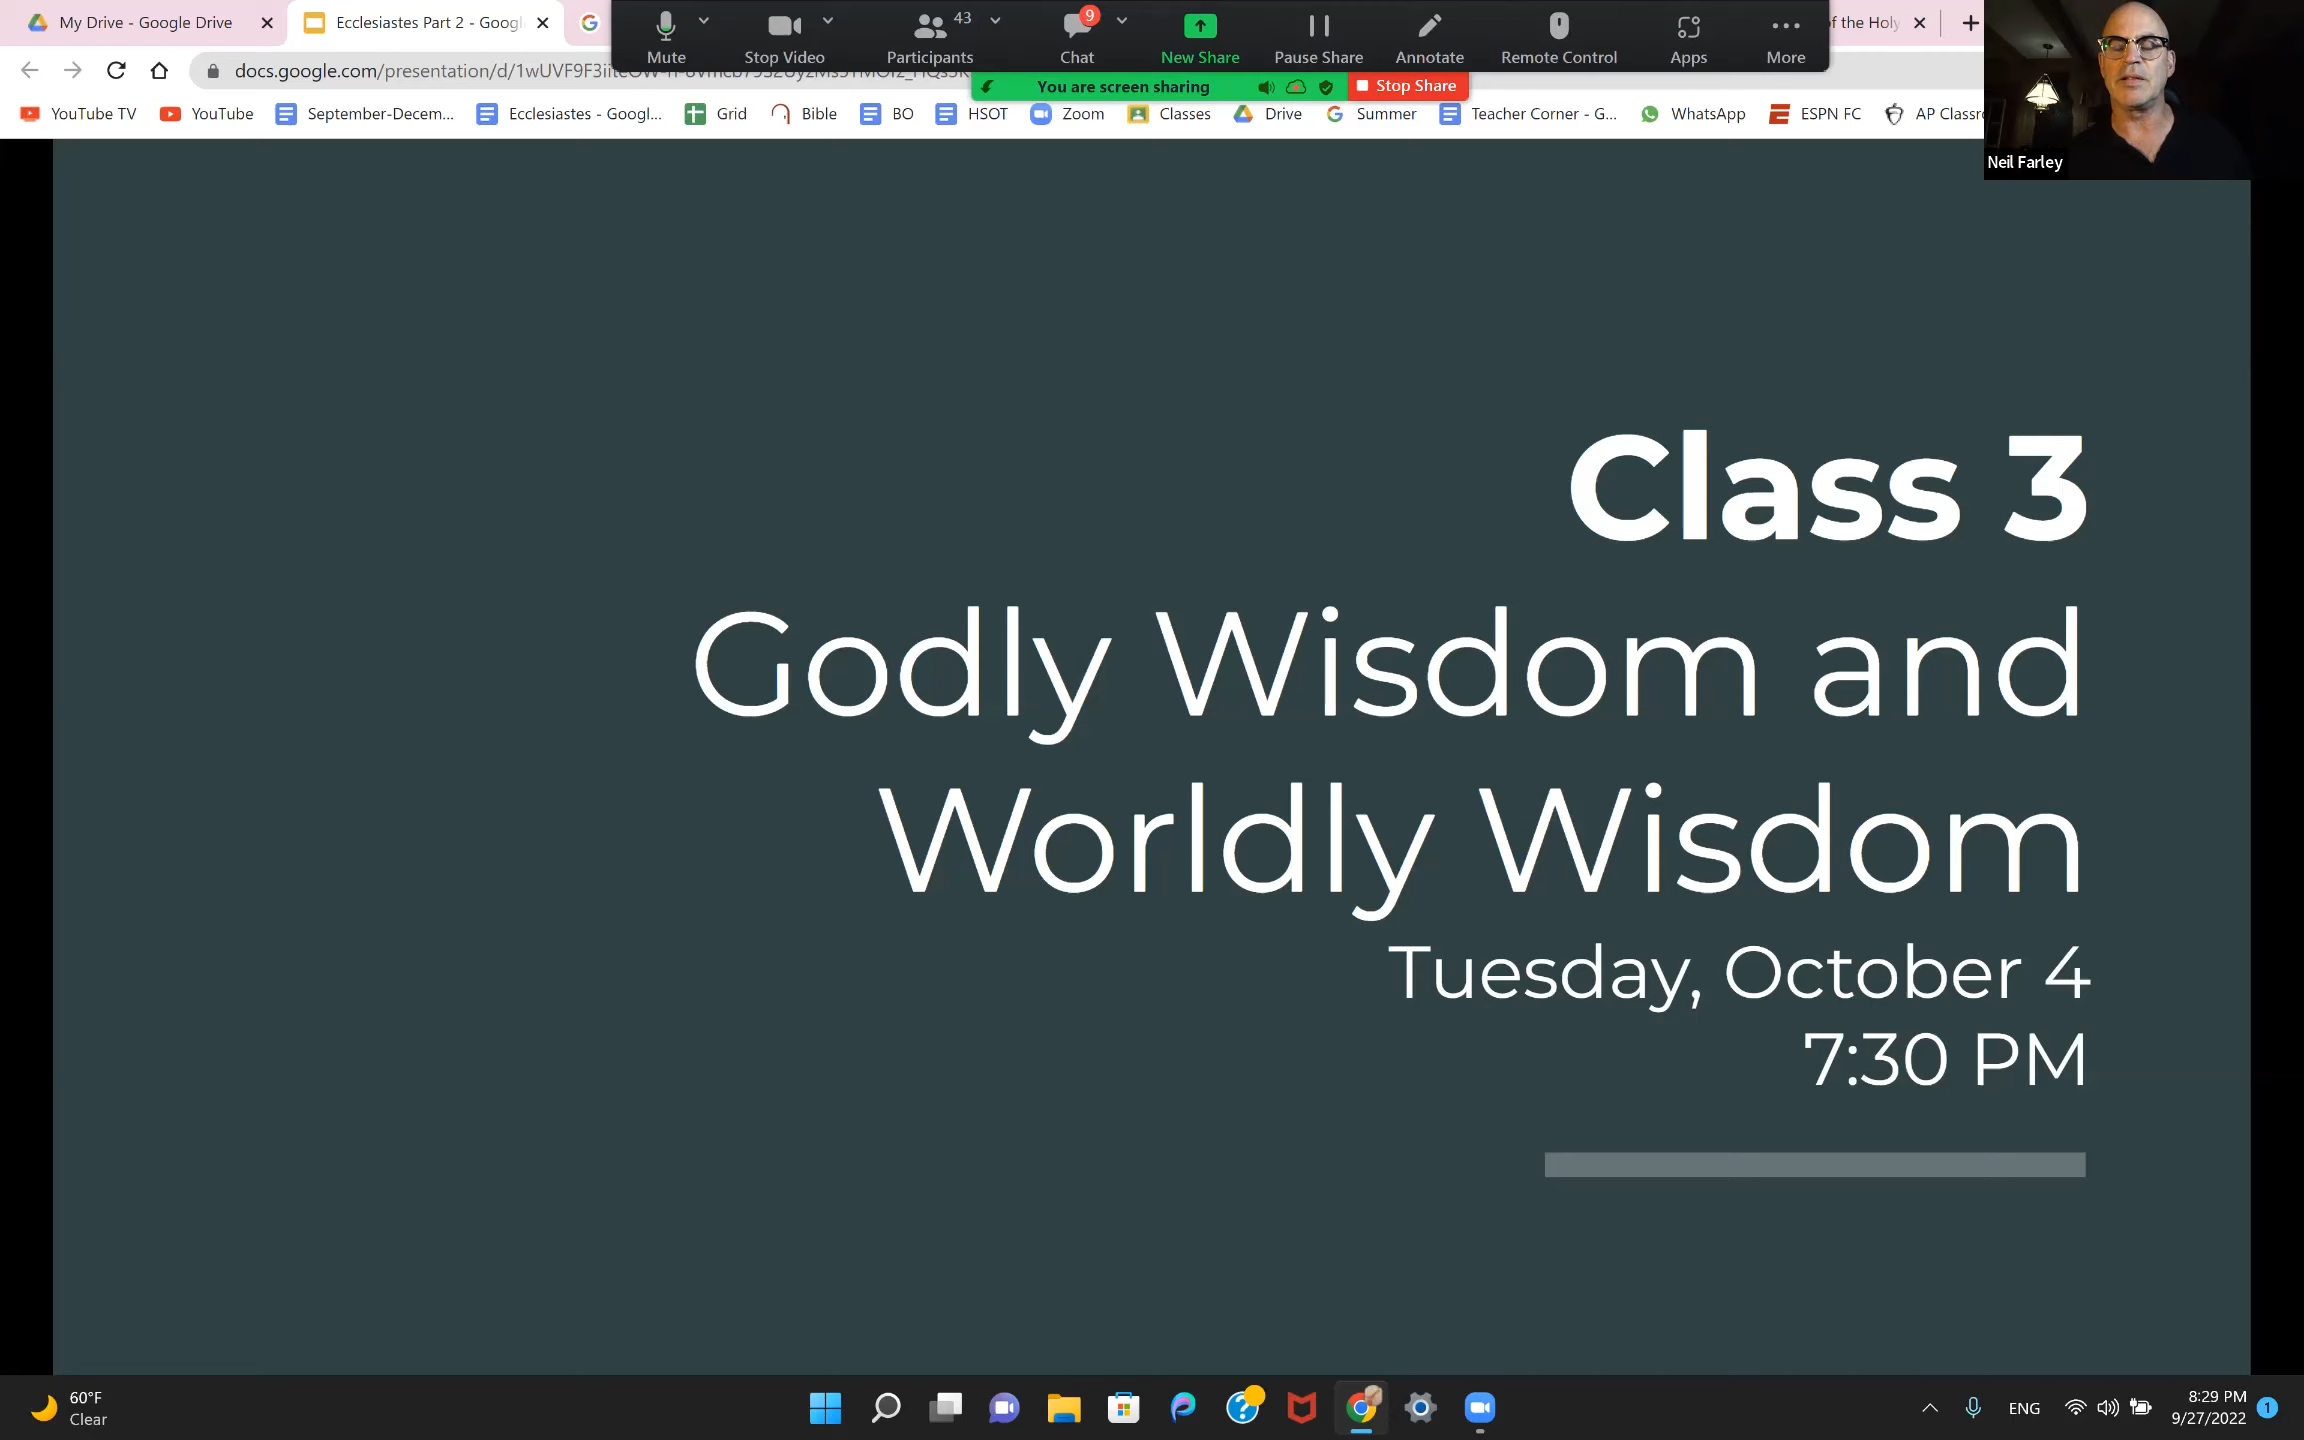 My Drive - Google Drive
Ecclesiastes Part 2 - Googl
of the Holy
Mute
Stop Video
43
Participants
9
Chat
New Share
Pause Share
Annotate
Remote Control
Apps
More
You are screen sharing
Stop Share
Neil Farley
YouTube TV
YouTube
September-Decem...
Ecclesiastes - Googl...
Grid
Bible
BO
HSOT
Zoom
Classes
Drive
Summer
Teacher Corner - G...
WhatsApp
ESPN FC
AP Classr
Class 3
Godly Wisdom and
Worldly Wisdom
Tuesday, October 4
7:30 PM
60°F
Clear
ENG
8:29 PM
9/27/2022
1